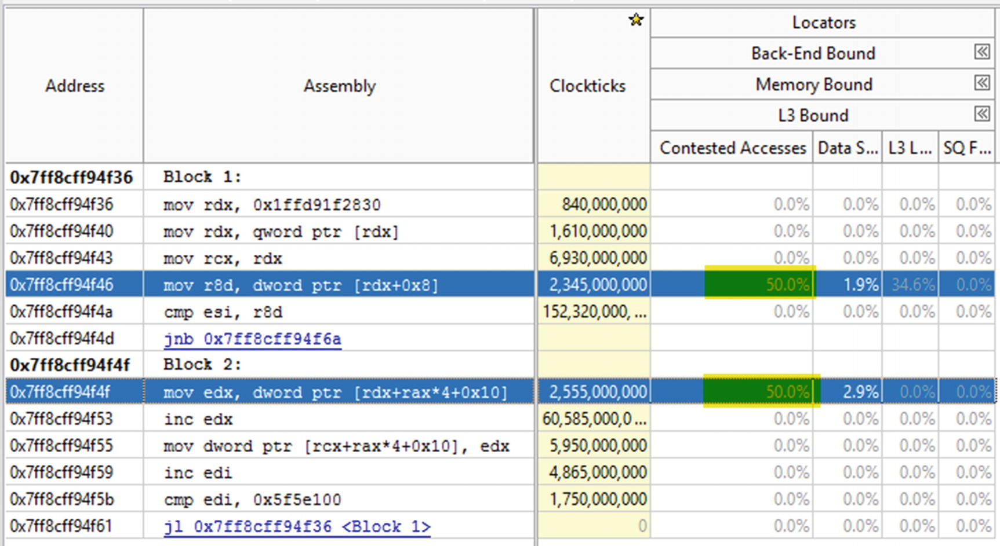 Locators
Back-End Bound
Memory Bound
L3 Bound
Address Assembly Clockticks Contested Accesses Data S... L3 L... SQ F...
0x7ff8cff94f36 Block 1:
0x7ff8cff94f36 mov rdx, 0x1ffd91f2830 840,000,000 0.0% 0.0% 0.0% 0.0%
0x7ff8cff94f40 mov rdx, qword ptr [rdx] 1,610,000,000 0.0% 0.0% 0.0% 0.0%
0x7ff8cff94f43 mov rcx, rdx 6,930,000,000 0.0% 0.0% 0.0% 0.0%
0x7ff8cff94f46 mov r8d, dword ptr [rdx+0x8] 2,345,000,000 50.0% 1.9% 34.6% 0.0%
0x7ff8cff94f4a cmp esi, r8d 152,320,000, ... 0.0% 0.0% 0.0% 0.0%
0x7ff8cff94f4d jnb 0x7ff8cff94f6a
0x7ff8cff94f4f Block 2:
0x7ff8cff94f4f mov edx, dword ptr [rdx+rax*4+0x10] 2,555,000,000 50.0% 2.9% 0.0% 0.0%
0x7ff8cff94f53 inc edx 60,585,000,0 ... 0.0% 0.0% 0.0% 0.0%
0x7ff8cff94f55 mov dword ptr [rcx+rax*4+0x10], edx 5,950,000,000 0.0% 0.0% 0.0% 0.0%
0x7ff8cff94f59 inc edi 4,865,000,000 0.0% 0.0% 0.0% 0.0%
0x7ff8cff94f5b cmp edi, 0x5f5e100 1,750,000,000 0.0% 0.0% 0.0% 0.0%
0x7ff8cff94f61 jl 0x7ff8cff94f36 <Block 1> 0 0.0% 0.0% 0.0% 0.0%